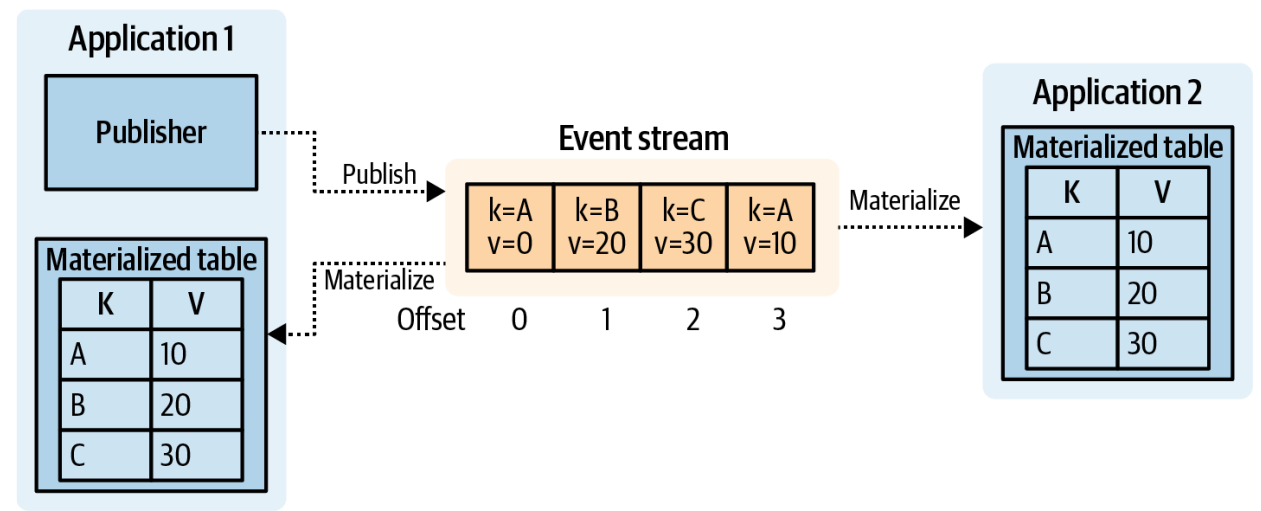 Application 1
Publisher
Publish
Materialized table
K V
A 10
B 20
C 30
Materialize
Event stream
k=A k=B k=C k=A
v=0 v=20 v=30 v=10
Offset 0 1 2 3
Materialize
Application 2
Materialized table
K V
A 10
B 20
C 30